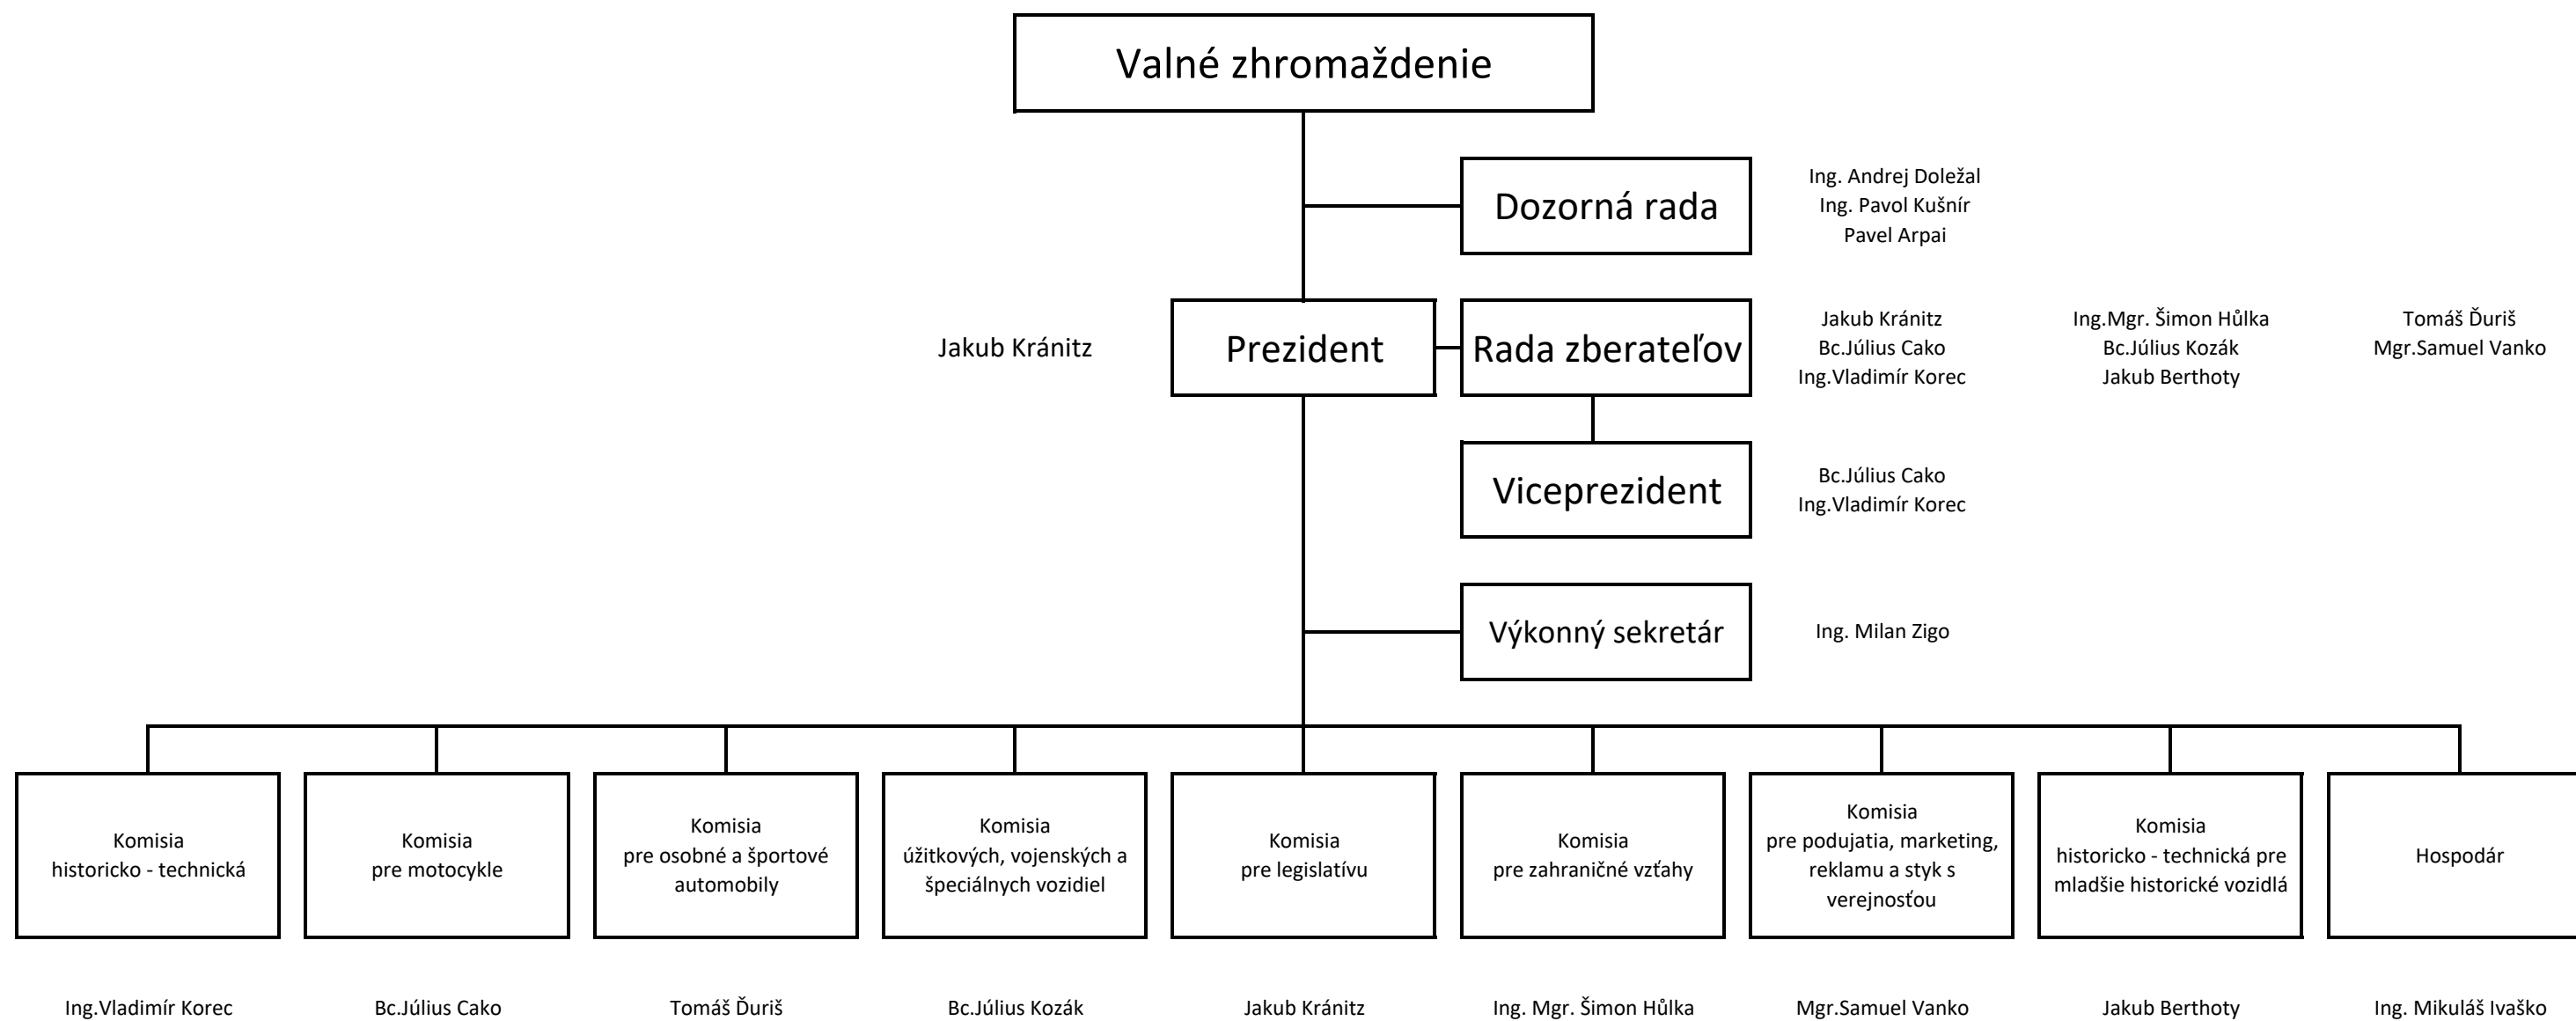 Valné zhromaždenie
Dozorná rada
Ing. Andrej Doležal
Ing. Pavol Kušnír
Pavel Arpai
Jakub Kránitz
Prezident
Rada zberateľov
Jakub Kránitz
Bc.Július Cako
Ing.Vladimír Korec
Ing.Mgr. Šimon Hůlka
Bc.Július Kozák
Jakub Berthoty
Tomáš Ďuriš
Mgr.Samuel Vanko
Viceprezident
Bc.Július Cako
Ing.Vladimír Korec
Výkonný sekretár
Ing. Milan Zigo
Komisia
historicko - technická
Komisia
pre motocykle
Komisia
pre osobné a športové
automobily
Komisia
úžitkových, vojenských a
špeciálnych vozidiel
Komisia
pre legislatívu
Komisia
pre zahraničné vzťahy
Komisia
pre podujatia, marketing,
reklamu a styk s
verejnosťou
Komisia
historicko - technická pre
mladšie historické vozidlá
Hospodár
Ing.Vladimír Korec
Bc.Július Cako
Tomáš Ďuriš
Bc.Július Kozák
Jakub Kránitz
Ing. Mgr. Šimon Hůlka
Mgr.Samuel Vanko
Jakub Berthoty
Ing. Mikuláš Ivaško